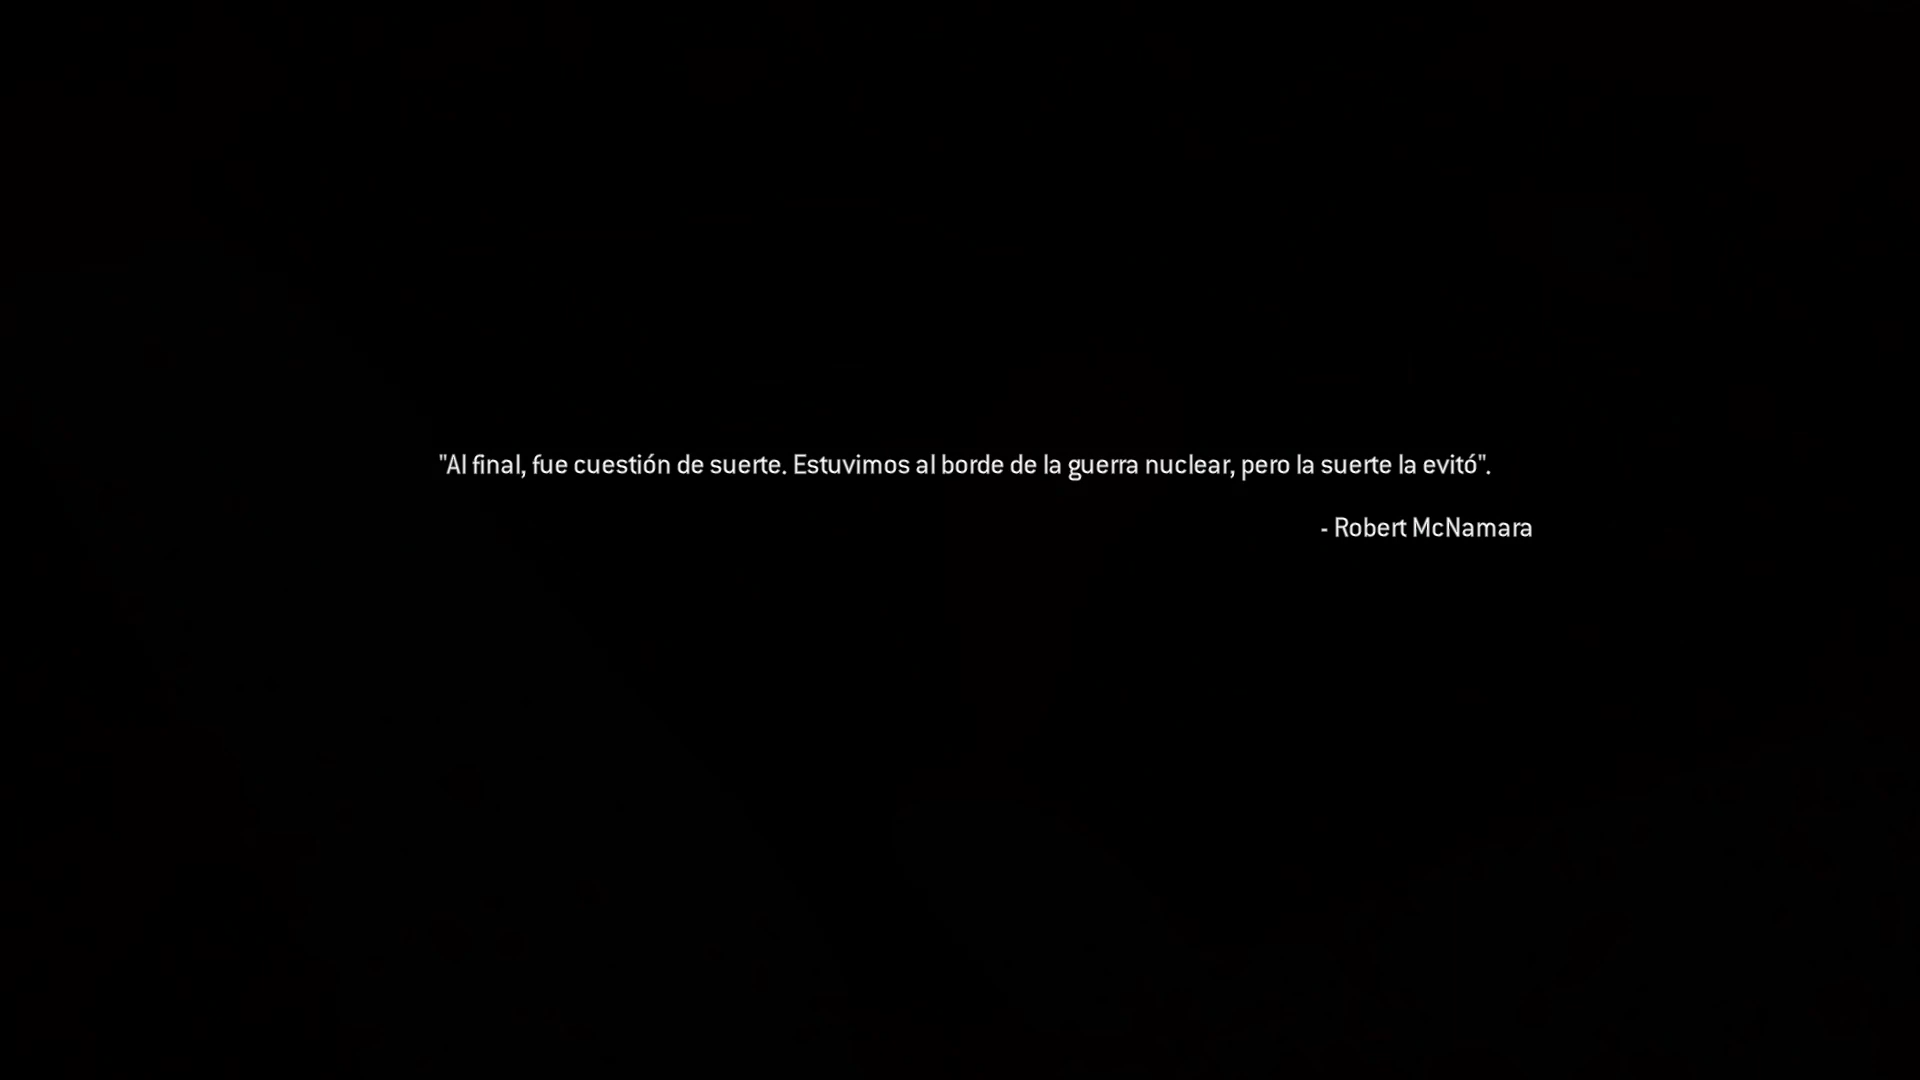 "Al final, fue cuestión de suerte. Estuvimos al borde de la guerra nuclear, pero la suerte la evitó".
- Robert McNamara